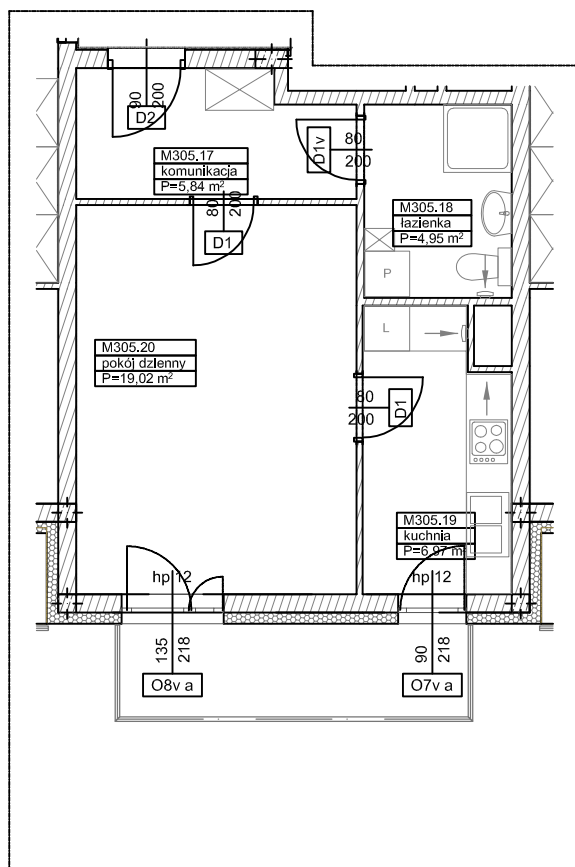 90
200
D2
M305.17
komunikacja
P=5,84 m²
D1v
80
200
M305.18
łazienka
P=4,95 m²
80
200
D1
P
L
M305.20
pokój dzienny
P=19,02 m²
80
200
D1
M305.19
kuchnia
P=6,97 m²
hp 12
hp 12
135
218
90
218
O8v a
O7v a